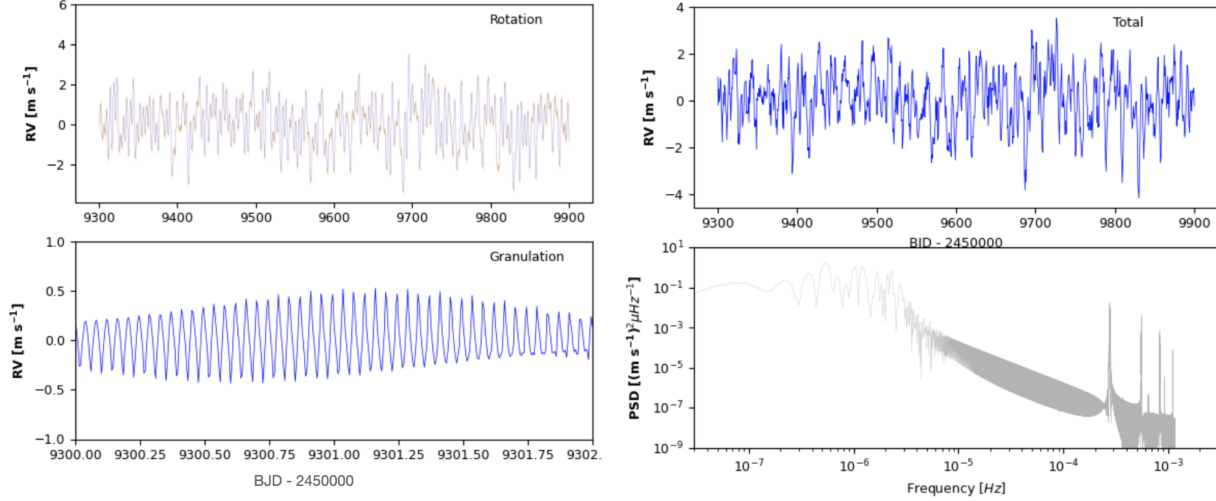 6
4
2
0
−2
RV [m s⁻¹]
Rotation
9300 9400 9500 9600 9700 9800 9900
4
2
0
−2
−4
RV [m s⁻¹]
Total
9300 9400 9500 9600 9700 9800 9900
BJD - 2450000
1.0
0.5
0.0
−0.5
−1.0
RV [m s⁻¹]
Granulation
9300.00 9300.25 9300.50 9300.75 9301.00 9301.25 9301.50 9301.75 9302.
BJD - 2450000
10¹
10⁻¹
10⁻³
10⁻⁵
10⁻⁷
10⁻⁹
PSD [(m s⁻¹)²μHz⁻¹]
10⁻⁷ 10⁻⁶ 10⁻⁵ 10⁻⁴ 10⁻³
Frequency [Hz]